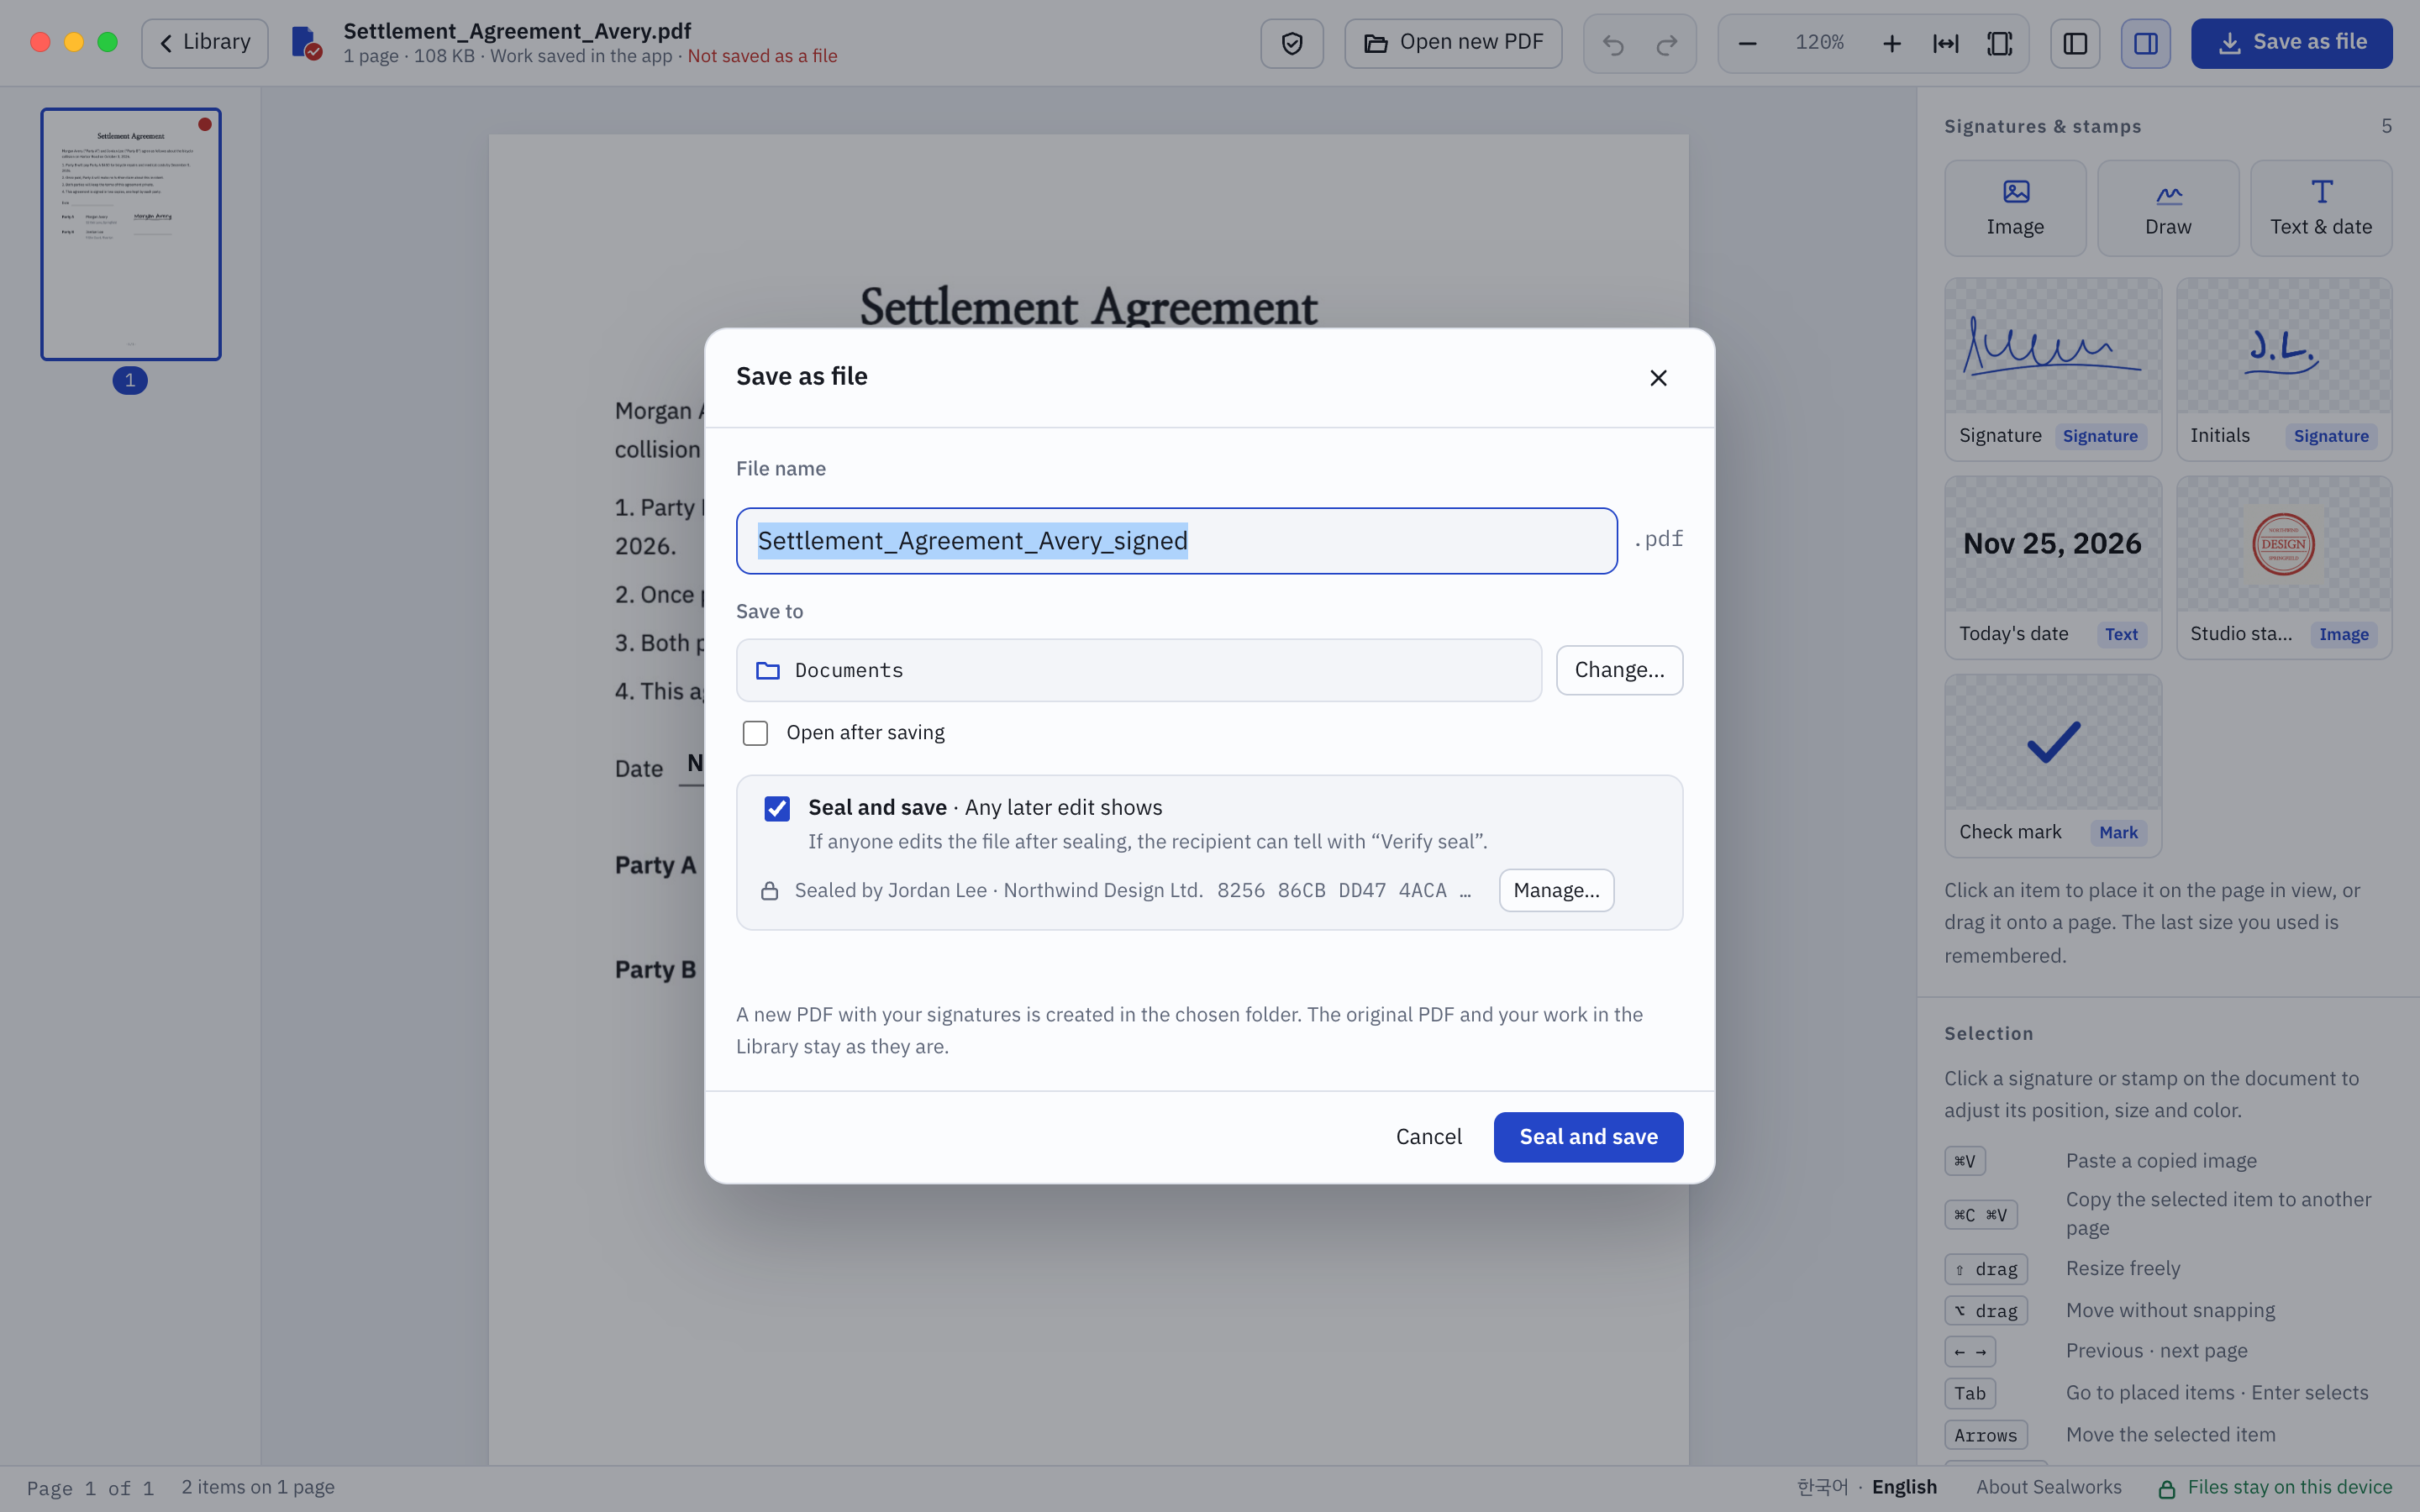 Library
Settlement_Agreement_Avery.pdf
1 page · 108 KB · Work saved in the app · Not saved as a file
Open new PDF
120%
Save as file
Settlement Agreement
1
Settlement Agreement
Morgan
collision
1. Party
2026.
2. Once
3. Both
4. This
Date
Party A
Party B
Save as file
File name
Settlement_Agreement_Avery_signed
.pdf
Save to
Documents
Change...
Open after saving
Seal and save · Any later edit shows
If anyone edits the file after sealing, the recipient can tell with “Verify seal”.
Sealed by Jordan Lee · Northwind Design Ltd. 8256 86CB DD47 4ACA …
Manage...
A new PDF with your signatures is created in the chosen folder. The original PDF and your work in the
Library stay as they are.
Cancel
Seal and save
Signatures & stamps
5
Image
Draw
Text & date
Signature
Signature
J.L.
Initials
Signature
Nov 25, 2026
Today's date
Text
DESIGN
Studio sta...
Image
Check mark
Mark
Click an item to place it on the page in view, or
drag it onto a page. The last size you used is
remembered.
Selection
Click a signature or stamp on the document to
adjust its position, size and color.
⌘V
Paste a copied image
⌘C ⌘V
Copy the selected item to another
page
⇧ drag
Resize freely
⌥ drag
Move without snapping
← →
Previous · next page
Tab
Go to placed items · Enter selects
Arrows
Move the selected item
Page 1 of 1
2 items on 1 page
한국어 · English
About Sealworks
Files stay on this device